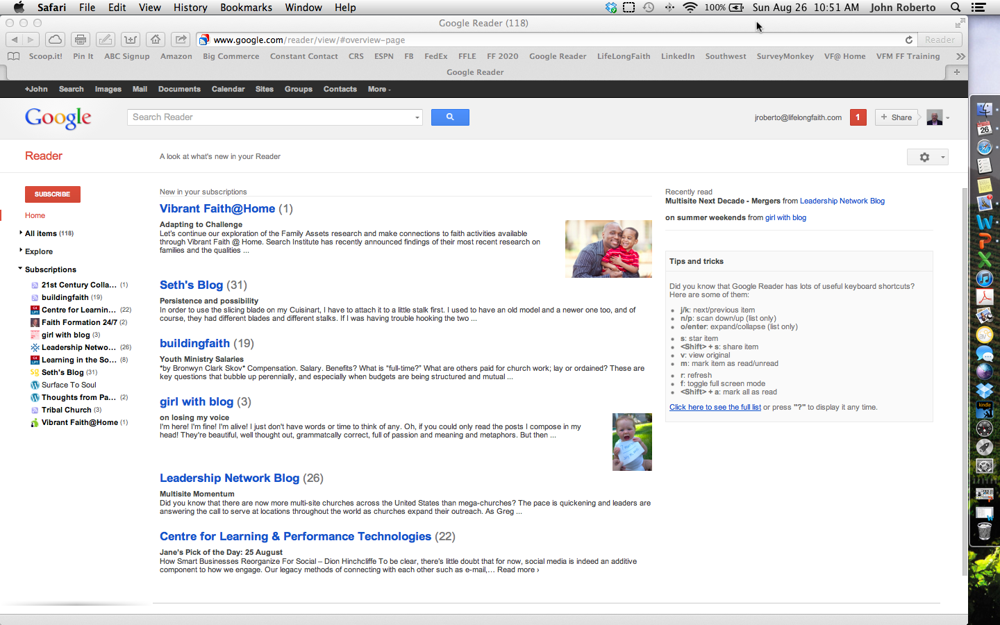 Safari File Edit View History Bookmarks Window Help 100% Sun Aug 26 10:51 AM John Roberto
Google Reader (118)
www.google.com/reader/view/#overview-page Reader
Scoop.it! Pin It ABC Signup Amazon Big Commerce Constant Contact CRS ESPN FB FedEx FFLE FF 2020 Google Reader LifeLongFaith LinkedIn Southwest SurveyMonkey VF@ Home VFM FF Training
Google Reader
+John Search Images Mail Documents Calendar Sites Groups Contacts More
Google Search Reader jroberto@lifelongfaith.com 1 + Share
Reader A look at what's new in your Reader
SUBSCRIBE
Home
All items (118)
Explore
Subscriptions
21st Century Colla... (1)
buildingfaith (19)
Centre for Learnin... (22)
Faith Formation 24/7 (2)
girl with blog (3)
Leadership Netwo... (26)
Learning in the So... (8)
Seth's Blog (31)
Surface To Soul
Thoughts from Pa... (2)
Tribal Church (3)
Vibrant Faith@Home (1)
New in your subscriptions
Vibrant Faith@Home (1)
Adapting to Challenge
Let's continue our exploration of the Family Assets research and make connections to faith activities available
through Vibrant Faith @ Home. Search Institute has recently announced findings of their most recent research on
families and the qualities ...
Seth's Blog (31)
Persistence and possibility
In order to use the slicing blade on my Cuisinart, I have to attach it to a little stalk first. I used to have an old model and a newer one too, and of
course, they had different blades and different stalks. If I was having trouble hooking the two ...
buildingfaith (19)
Youth Ministry Salaries
*by Bronwyn Clark Skov* Compensation. Salary. Benefits? What is "full-time?" What are others paid for church work; lay or ordained? These are
key questions that bubble up perennially, and especially when budgets are being structured and mutual ...
girl with blog (3)
on losing my voice
I'm here! I'm fine! I'm alive! I just don't have words or time to think of any. Oh, if you could only read the posts I compose in my
head! They're beautiful, well thought out, grammatcally correct, full of passion and meaning and metaphors. But then ...
Leadership Network Blog (26)
Multisite Momentum
Did you know that there are now more multi-site churches across the United States than mega-churches? The pace is quickening and leaders are
answering the call to serve at locations throughout the world as churches expand their outreach. As Greg ...
Centre for Learning & Performance Technologies (22)
Jane's Pick of the Day: 25 August
How Smart Businesses Reorganize For Social – Dion Hinchcliffe To be clear, there's little doubt that for now, social media is indeed an additive
component to how we engage. Our legacy methods of connecting with each other such as e-mail,… Read more ›
Recently read
Multisite Next Decade - Mergers from Leadership Network Blog
on summer weekends from girl with blog
Tips and tricks
Did you know that Google Reader has lots of useful keyboard shortcuts?
Here are some of them:
j/k: next/previous item
n/p: scan down/up (list only)
o/enter: expand/collapse (list only)
s: star item
<Shift> + s: share item
v: view original
m: mark item as read/unread
r: refresh
f: toggle full screen mode
<Shift> + a: mark all as read
Click here to see the full list or press "?" to display it any time.
26
kindle